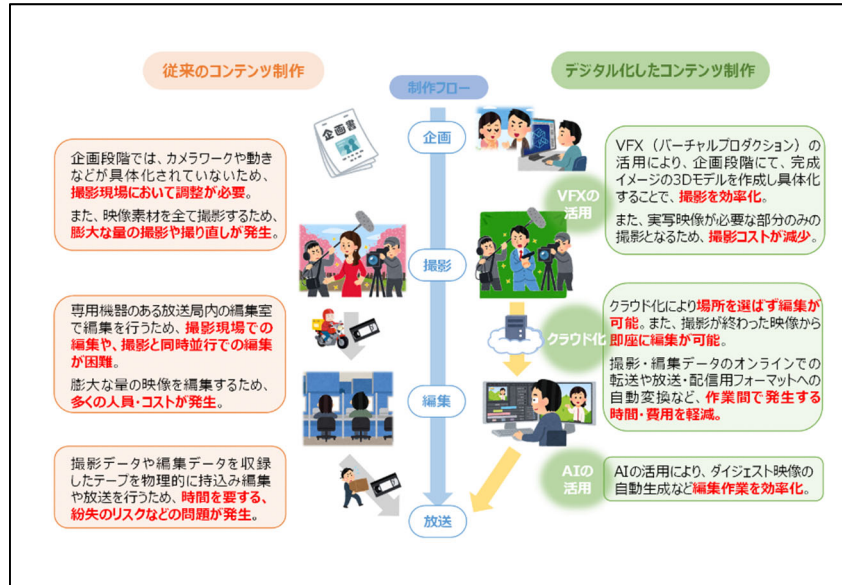 従来のコンテンツ制作
制作フロー
デジタル化したコンテンツ制作
企画書
企画
企画段階では、カメラワークや動き
などが具体化されていないため、
撮影現場において調整が必要。
また、映像素材を全て撮影するため、
膨大な量の撮影や撮り直しが発生。
VFX（バーチャルプロダクション）の
活用により、企画段階にて、完成
イメージの3Dモデルを作成し具体化
することで、撮影を効率化。
また、実写映像が必要な部分のみの
撮影となるため、撮影コストが減少。
VFXの
活用
撮影
専用機器のある放送局内の編集室
で編集を行うため、撮影現場での
編集や、撮影と同時並行での編集
が困難。
膨大な量の映像を編集するため、
多くの人員・コストが発生。
クラウド化により場所を選ばず編集が
可能。また、撮影が終わった映像から
即座に編集が可能。
撮影・編集データのオンラインでの
転送や放送・配信用フォーマットへの
自動変換など、作業間で発生する
時間・費用を軽減。
クラウド化
編集
撮影データや編集データを収録
したテープを物理的に持込み編集
や放送を行うため、時間を要する、
紛失のリスクなどの問題が発生。
AIの
活用
AIの活用により、ダイジェスト映像の
自動生成など編集作業を効率化。
放送